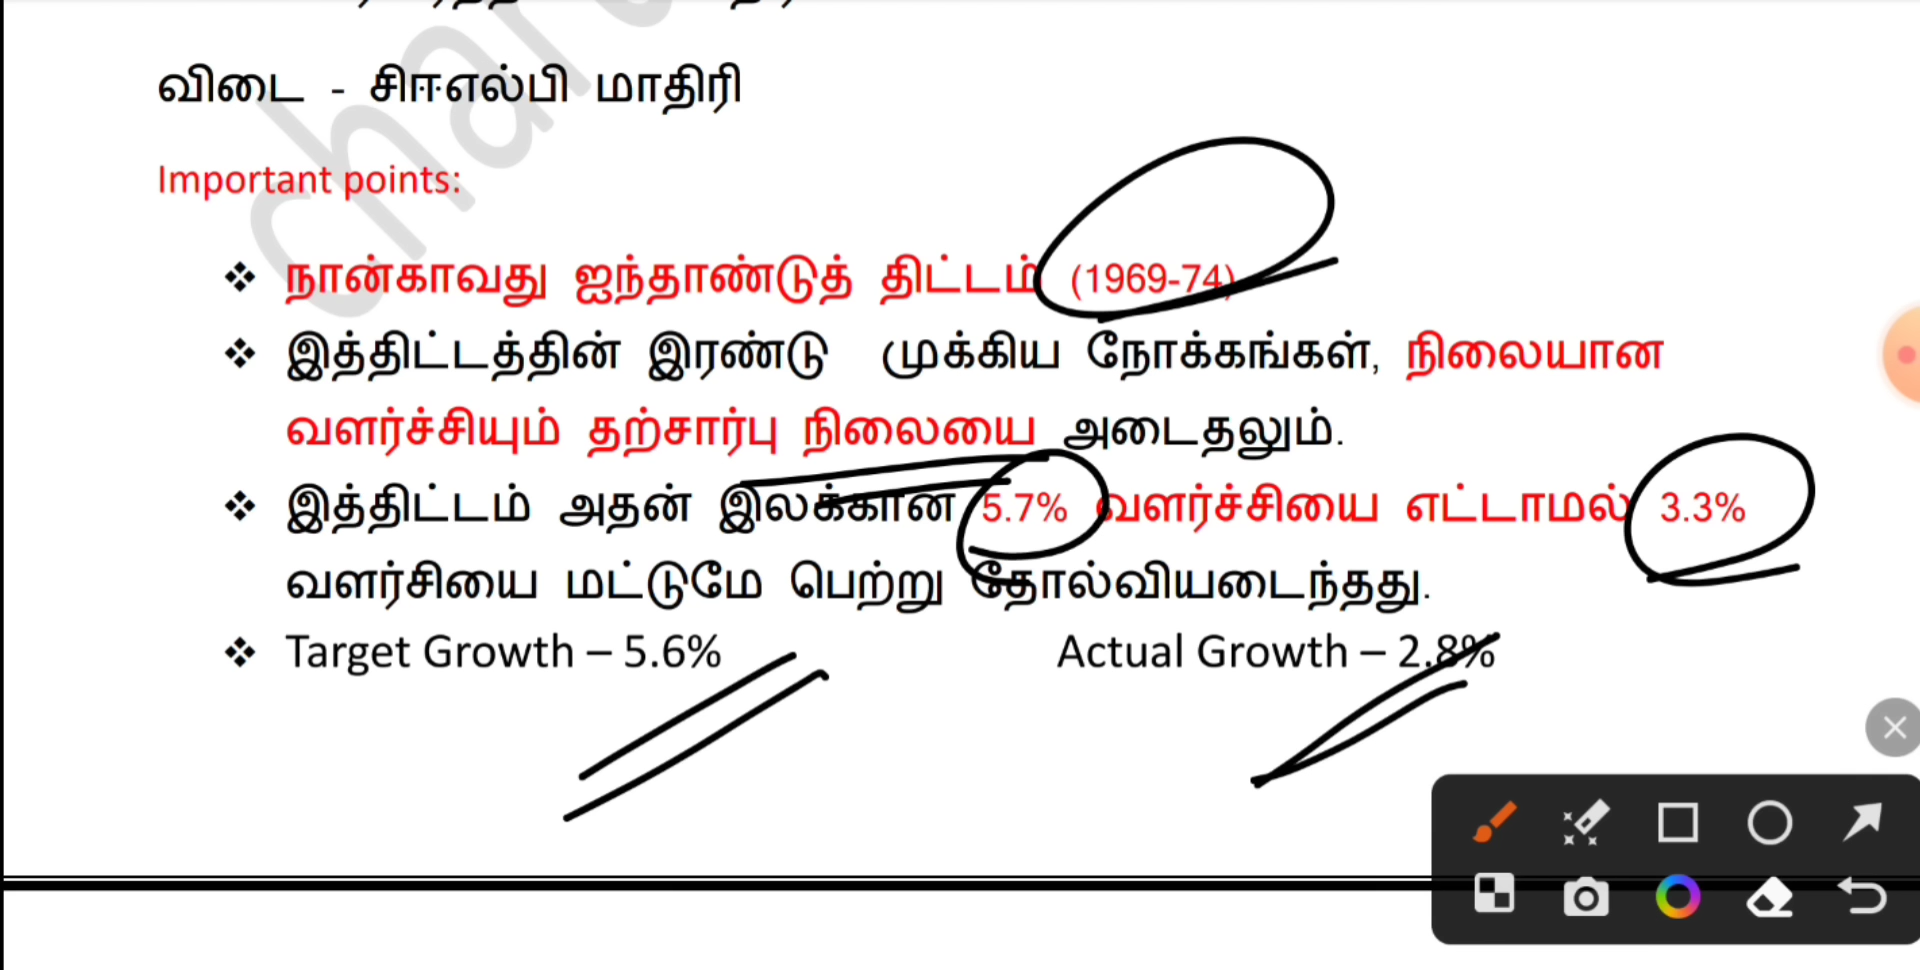 விடை - சிஈஎல்பி மாதிரி
Important points:
❖ நான்காவது ஐந்தாண்டுத் திட்டம் (1969-74)
❖ இத்திட்டத்தின் இரண்டு முக்கிய நோக்கங்கள், நிலையான
வளர்ச்சியும் தற்சார்பு நிலையை அடைதலும்.
❖ இத்திட்டம் அதன் இலக்கான 5.7% வளர்ச்சியை எட்டாமல் 3.3%
வளர்சியை மட்டுமே பெற்று தோல்வியடைந்தது.
❖ Target Growth – 5.6% Actual Growth – 2.8%